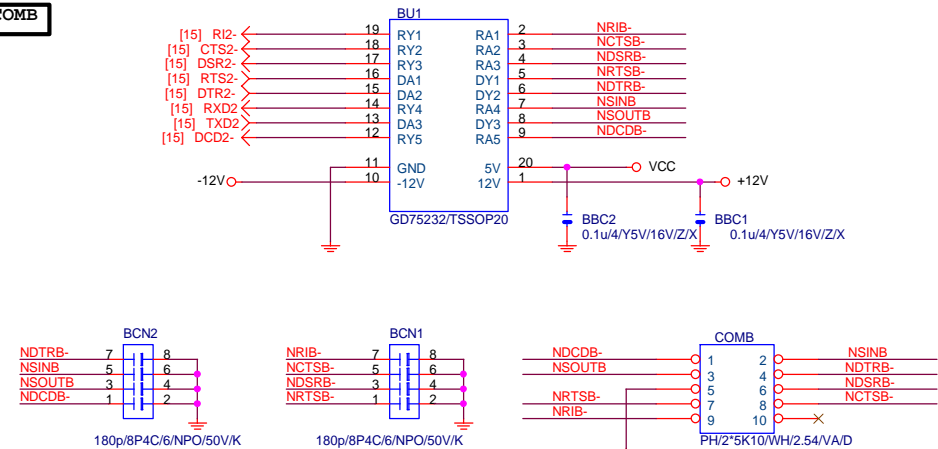 COMB
BU1
[15] RI2- 19 RY1 RA1 2 NRIB-
[15] CTS2- 18 RY2 RA2 3 NCTSB-
[15] DSR2- 17 RY3 RA3 4 NDSRB-
[15] RTS2- 16 DA1 DY1 5 NRTSB-
[15] DTR2- 15 DA2 DY2 6 NDTRB-
[15] RXD2 14 RY4 RA4 7 NSINB
[15] TXD2 13 DA3 DY3 8 NSOUTB
[15] DCD2- 12 RY5 RA5 9 NDCDB-
11 GND 5V 20 VCC
-12V 10 -12V 12V 1 +12V
GD75232/TSSOP20
BBC2
0.1u/4/Y5V/16V/Z/X
BBC1
0.1u/4/Y5V/16V/Z/X
BCN2
NDTRB- 7 8
NSINB 5 6
NSOUTB 3 4
NDCDB- 1 2
180p/8P4C/6/NPO/50V/K
BCN1
NRIB- 7 8
NCTSB- 5 6
NDSRB- 3 4
NRTSB- 1 2
180p/8P4C/6/NPO/50V/K
COMB
NDCDB- 1 2 NSINB
NSOUTB 3 4 NDTRB-
5 6 NDSRB-
NRTSB- 7 8 NCTSB-
NRIB- 9 10
PH/2*5K10/WH/2.54/VA/D